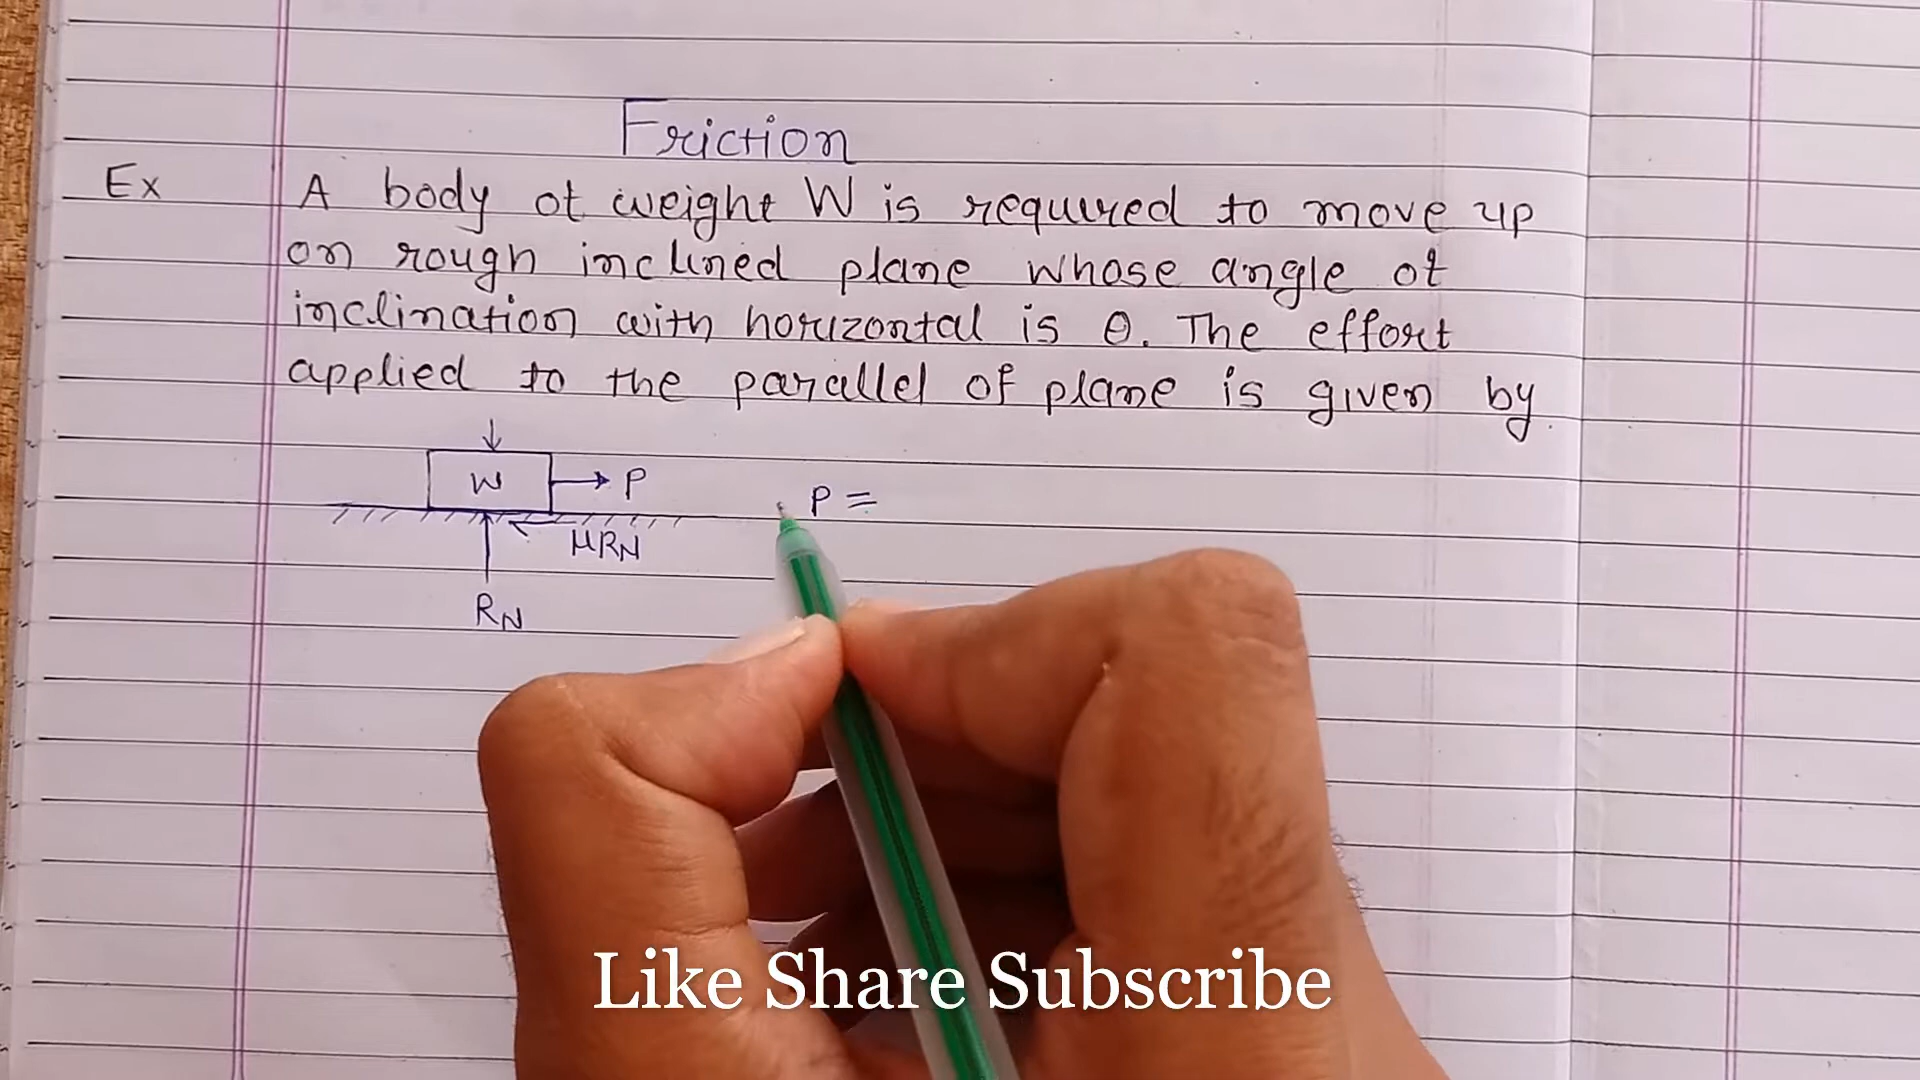 Friction
Ex A body of weight W is required to move up
on rough inclined plane whose angle of
inclination with horizontal is θ. The effort
applied to the parallel of plane is given by.
W
P
P =
μRN
RN
Like Share Subscribe